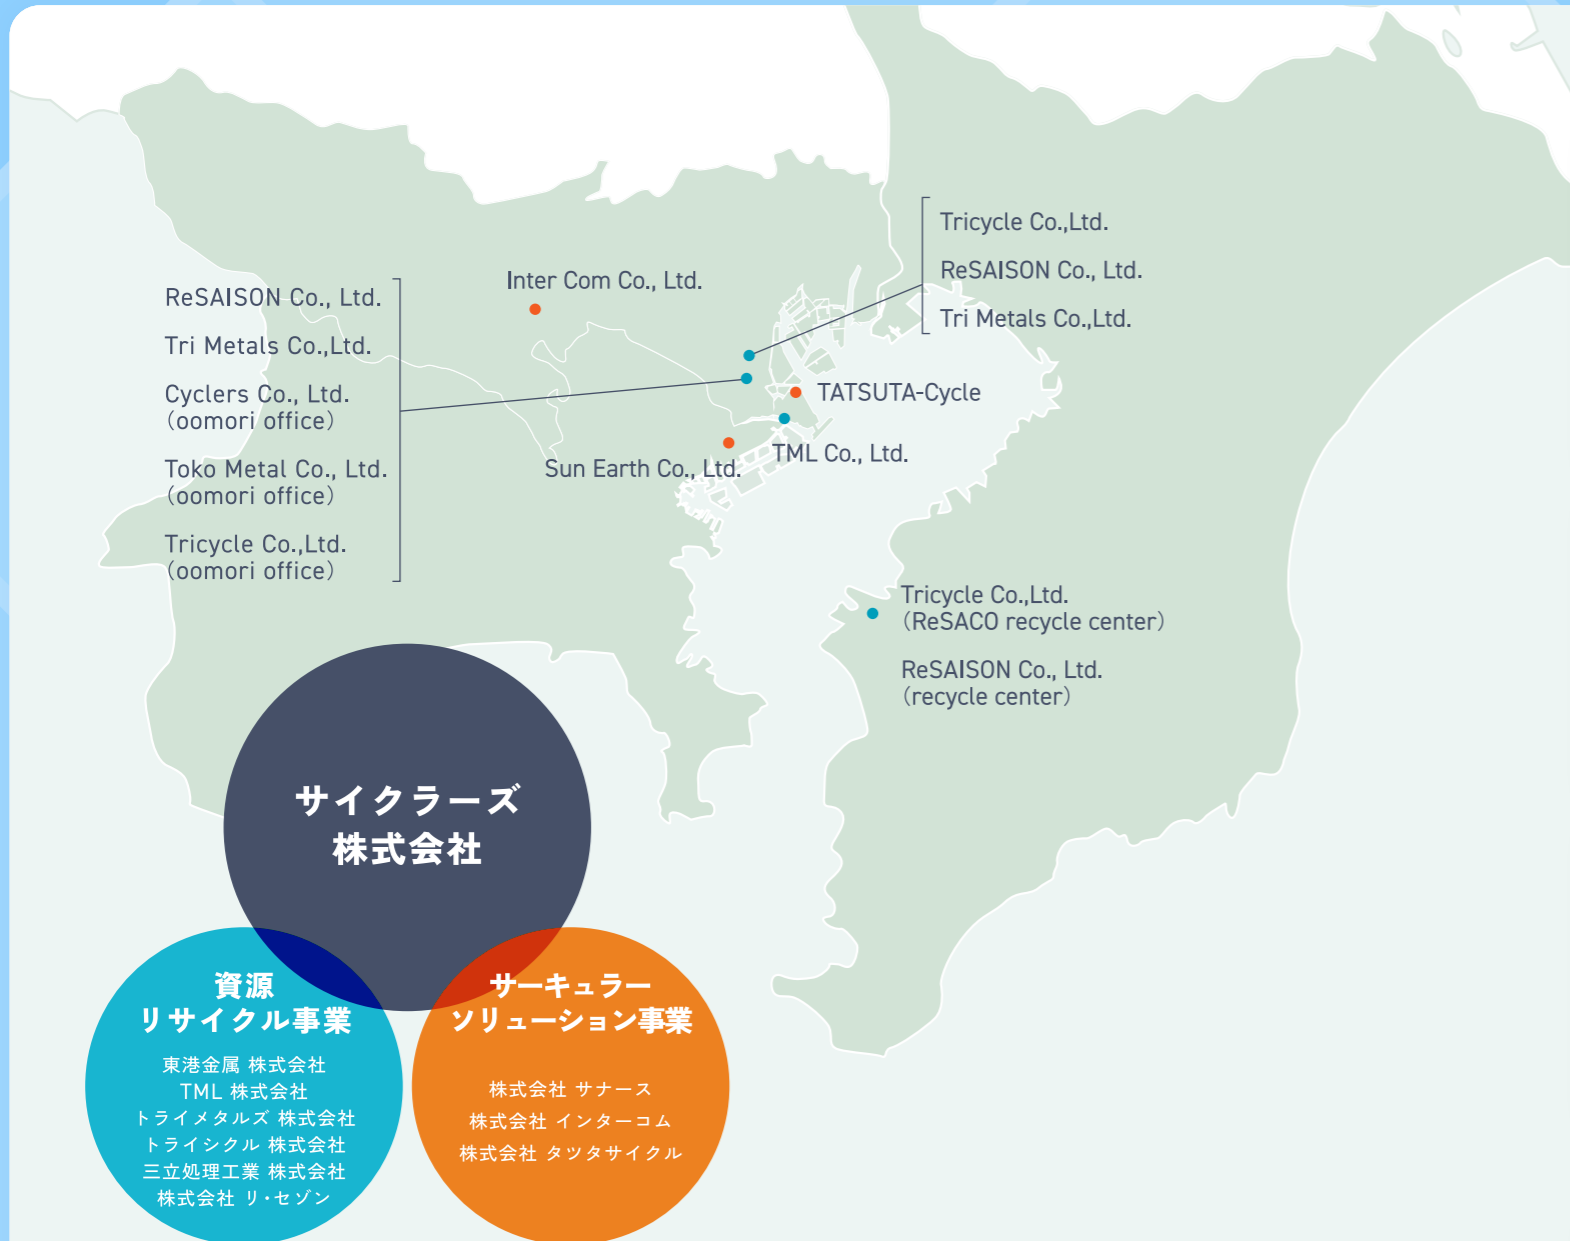 Tricycle Co.,Ltd.
ReSAISON Co., Ltd.
Tri Metals Co.,Ltd.
Inter Com Co., Ltd.
ReSAISON Co., Ltd.
Tri Metals Co.,Ltd.
Cyclers Co., Ltd.
（oomori office）
Toko Metal Co., Ltd.
（oomori office）
Tricycle Co.,Ltd.
（oomori office）
TATSUTA-Cycle
TML Co., Ltd.
Sun Earth Co., Ltd.
Tricycle Co.,Ltd.
（ReSACO recycle center）
ReSAISON Co., Ltd.
（recycle center）
サイクラーズ
株式会社
資源
リサイクル事業
東港金属 株式会社
TML 株式会社
トライメタルズ 株式会社
トライシクル 株式会社
三立処理工業 株式会社
株式会社 リ・セゾン
サーキュラー
ソリューション事業
株式会社 サナース
株式会社 インターコム
株式会社 タツタサイクル